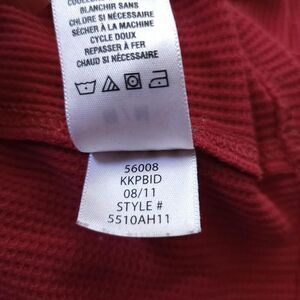 BLANCHIR SANS
CHLORE SI NÉCESSAIRE
SÉCHER À LA MACHINE
CYCLE DOUX
REPASSER À FER
CHAUD SI NÉCESSAIRE
56008
KKPBID
08/11
STYLE #
5510AH11